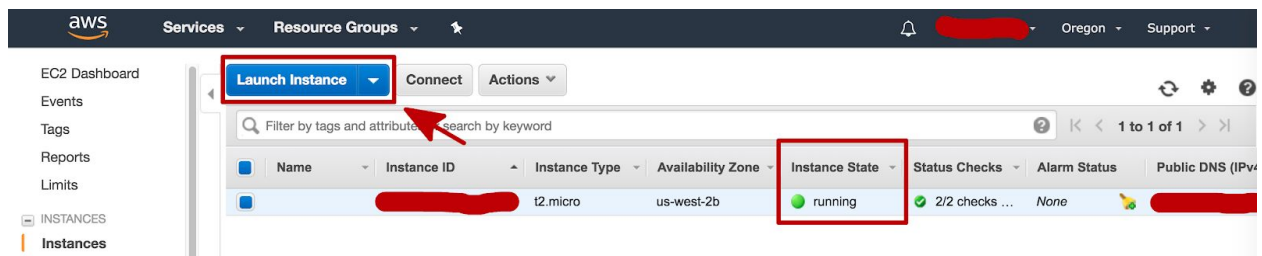 aws Services Resource Groups Oregon Support
EC2 Dashboard
Events
Tags
Reports
Limits
INSTANCES
Instances
Launch Instance Connect Actions
Filter by tags and attribute search by keyword
1 to 1 of 1
Name Instance ID Instance Type Availability Zone Instance State Status Checks Alarm Status Public DNS (IPv4
t2.micro us-west-2b running 2/2 checks ... None